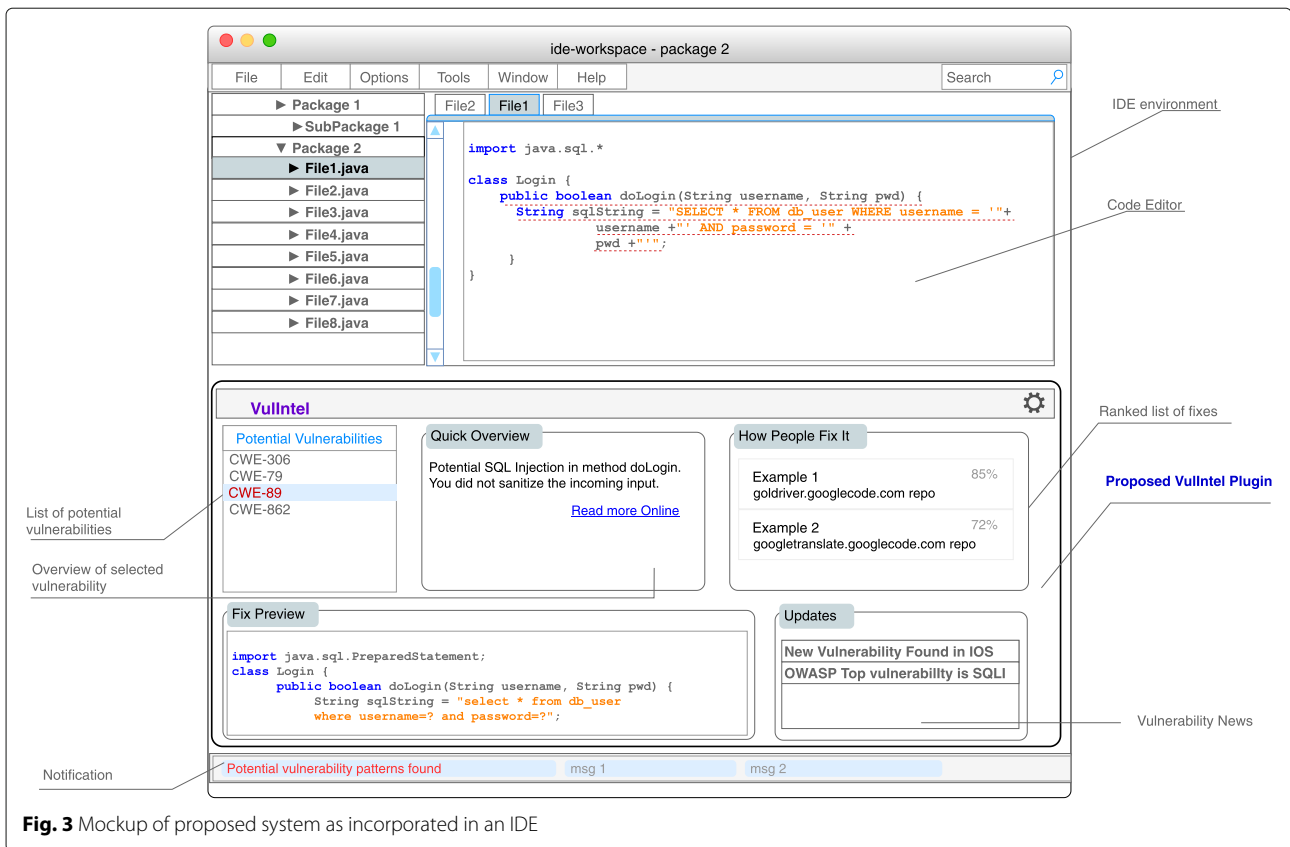 ide-workspace - package 2
File Edit Options Tools Window Help Search
▶ Package 1
▶SubPackage 1
▼ Package 2
▶ File1.java
▶ File2.java
▶ File3.java
▶ File4.java
▶ File5.java
▶ File6.java
▶ File7.java
▶ File8.java
File2 File1 File3
import java.sql.*
class Login {
public boolean doLogin(String username, String pwd) {
String sqlString = "SELECT * FROM db_user WHERE username = '"+
username +"' AND password = '" +
pwd +"'";
}
}
IDE environment
Code Editor
VulIntel
Potential Vulnerabilities
CWE-306
CWE-79
CWE-89
CWE-862
Quick Overview
Potential SQL Injection in method doLogin.
You did not sanitize the incoming input.
Read more Online
How People Fix It
Example 1 85%
goldriver.googlecode.com repo
Example 2 72%
googletranslate.googlecode.com repo
Ranked list of fixes
Proposed VulIntel Plugin
List of potential
vulnerabilities
Overview of selected
vulnerability
Fix Preview
import java.sql.PreparedStatement;
class Login {
public boolean doLogin(String username, String pwd) {
String sqlString = "select * from db_user
where username=? and password=?";
Updates
New Vulnerability Found in IOS
OWASP Top vulnerabillty is SQLI
Vulnerability News
Notification
Potential vulnerability patterns found msg 1 msg 2
Fig. 3 Mockup of proposed system as incorporated in an IDE